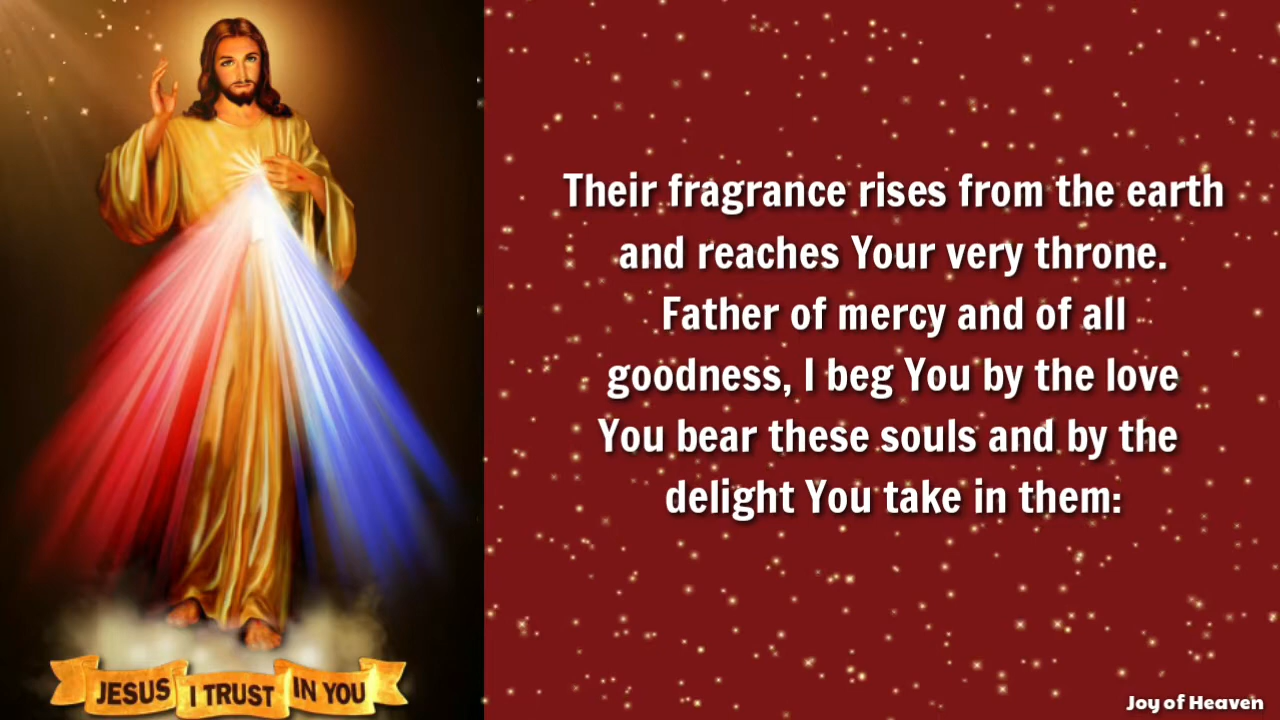 Their fragrance rises from the earth
and reaches Your very throne.
Father of mercy and of all
goodness, I beg You by the love
You bear these souls and by the
delight You take in them:
JESUS I TRUST IN YOU
Joy of Heaven